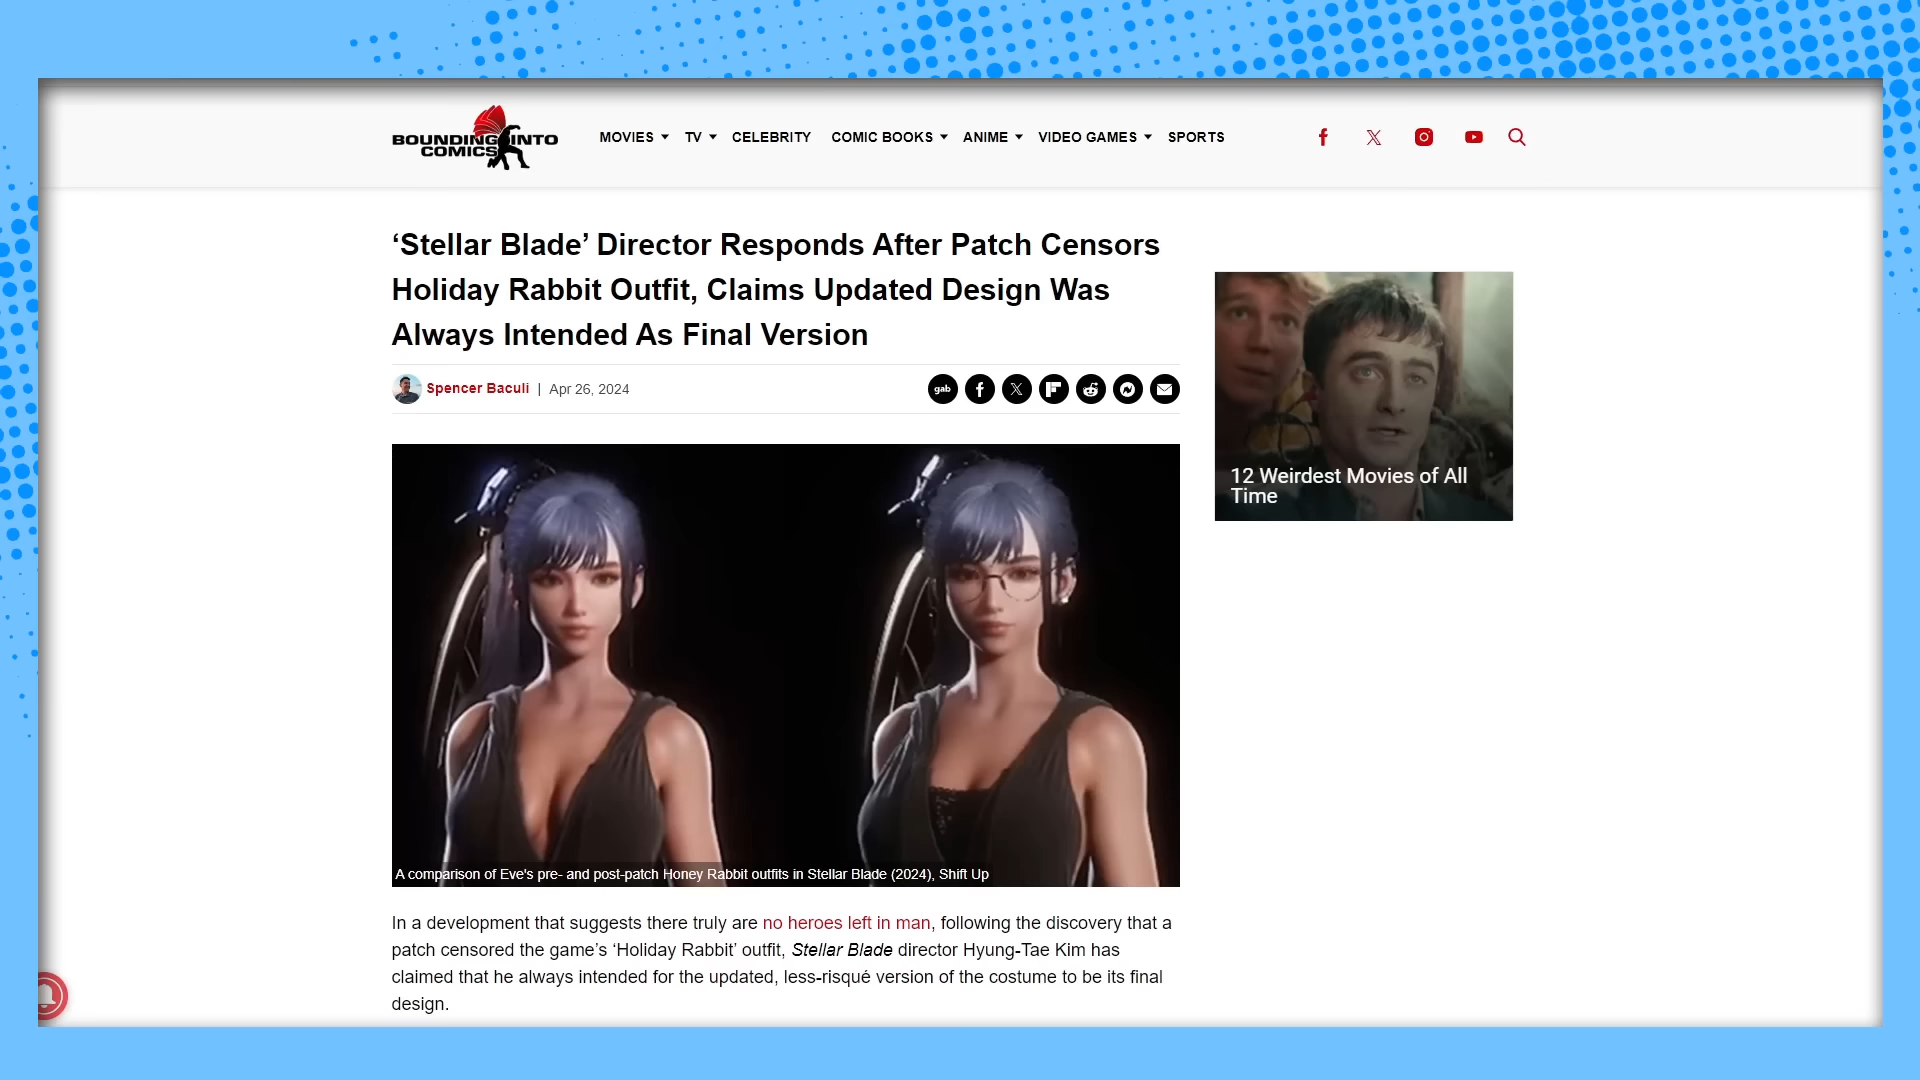 BOUNDING INTO
COMICS
MOVIES
TV
CELEBRITY
COMIC BOOKS
ANIME
VIDEO GAMES
SPORTS
‘Stellar Blade’ Director Responds After Patch Censors
Holiday Rabbit Outfit, Claims Updated Design Was
Always Intended As Final Version
Spencer Baculi | Apr 26, 2024
gab
12 Weirdest Movies of All
Time
A comparison of Eve's pre- and post-patch Honey Rabbit outfits in Stellar Blade (2024), Shift Up
In a development that suggests there truly are no heroes left in man, following the discovery that a
patch censored the game’s ‘Holiday Rabbit’ outfit, Stellar Blade director Hyung-Tae Kim has
claimed that he always intended for the updated, less-risqué version of the costume to be its final
design.